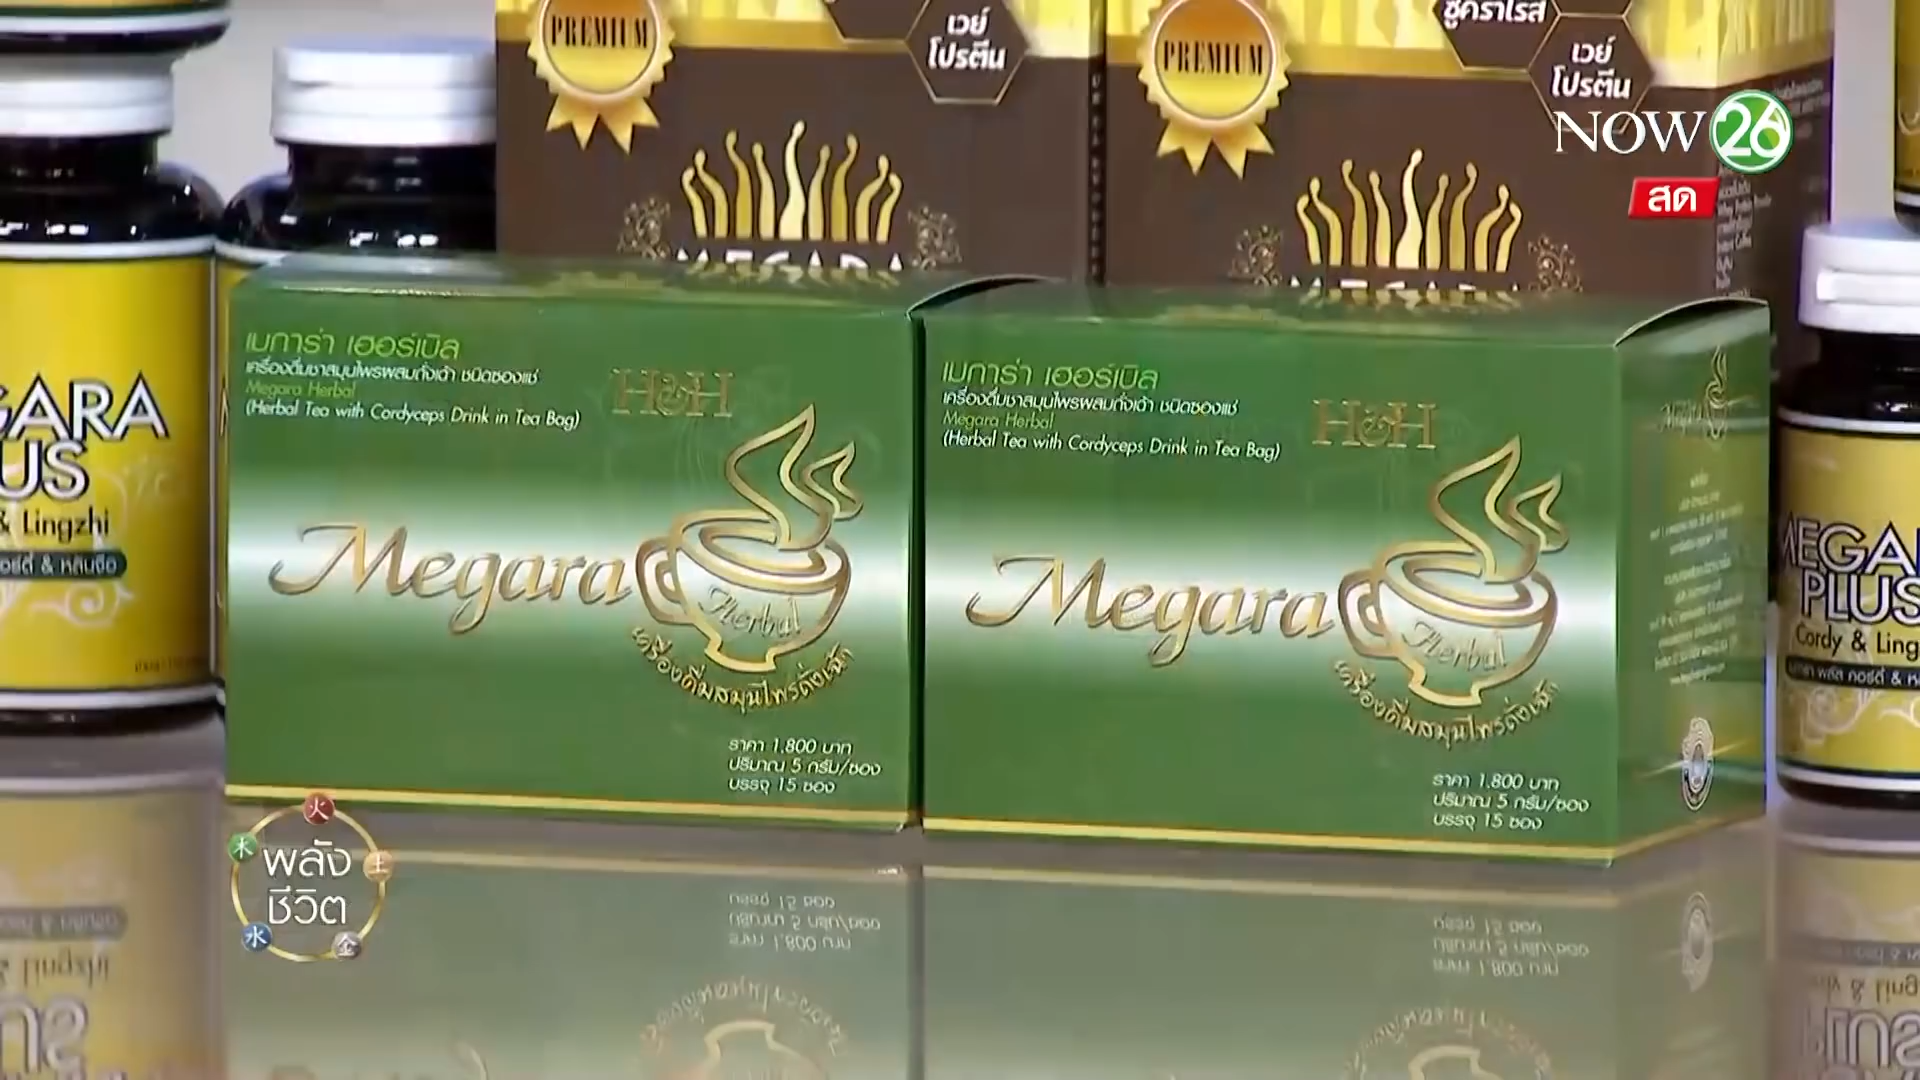 PREMIUM
เวย์
โปรตีน
PREMIUM
ซูคราโรส
เวย์
โปรตีน
NOW 26
สด
MEGARA
MEGARA
เมการ่า เฮอร์เบิล
เครื่องดื่มชาสมุนไพรผสมถั่งเฉ้า ชนิดซองแช่
Megara Herbal
(Herbal Tea with Cordyceps Drink in Tea Bag)
H&H
Megara
Herbal
เครื่องดื่มสมุนไพรถั่งเฉ้า
ราคา 1,800 บาท
ปริมาณ 5 กรัม/ซอง
บรรจุ 15 ซอง
เมการ่า เฮอร์เบิล
เครื่องดื่มชาสมุนไพรผสมถั่งเฉ้า ชนิดซองแช่
Megara Herbal
(Herbal Tea with Cordyceps Drink in Tea Bag)
H&H
Megara
Herbal
เครื่องดื่มสมุนไพรถั่งเฉ้า
ราคา 1,800 บาท
ปริมาณ 5 กรัม/ซอง
บรรจุ 15 ซอง
GARA
US
& Lingzhi
อร์ดี้ & หลินจือ
MEGA
PLUS
Cordy & Ling
เมการา พลัส คอร์ดี้ & ห
火
木
土
水
金
พลัง
ชีวิต